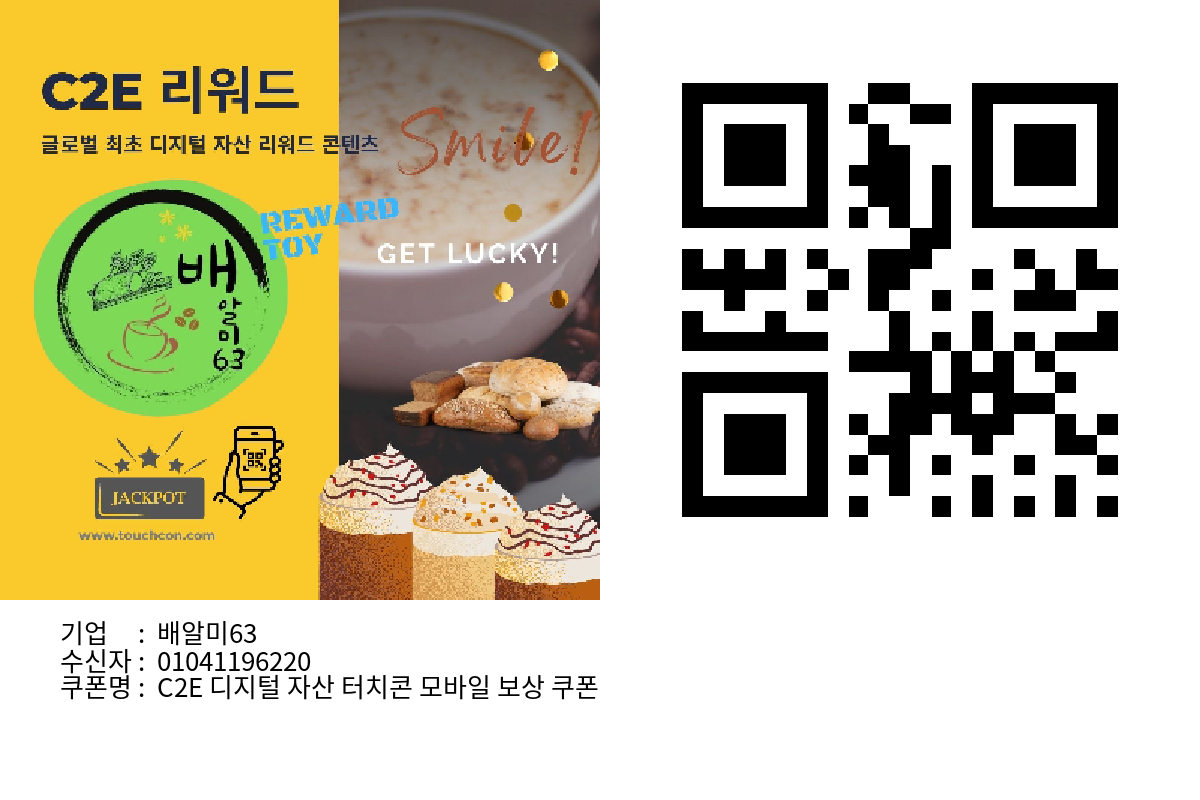 C2E 리워드
글로벌 최초 디지털 자산 리워드 콘텐츠
Smile!
REWARD
TOY
GET LUCKY!
배
알
미
63
JACKPOT
www.touchcon.com
기업 : 배알미63
수신자 : 01041196220
쿠폰명 : C2E 디지털 자산 터치콘 모바일 보상 쿠폰